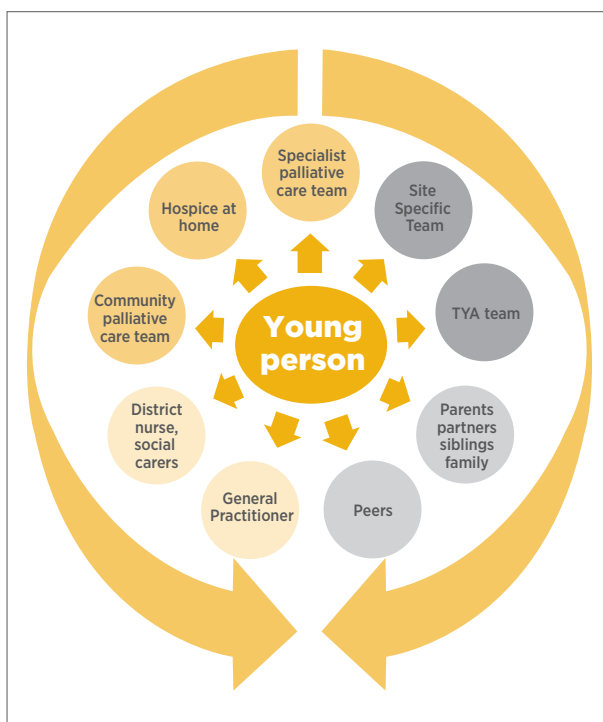 Specialist
palliative
care team
Site
Specific
Team
TYA team
Parents
partners
siblings
family
Peers
General
Practitioner
District
nurse,
social
carers
Community
palliative
care team
Hospice at
home
Young
person